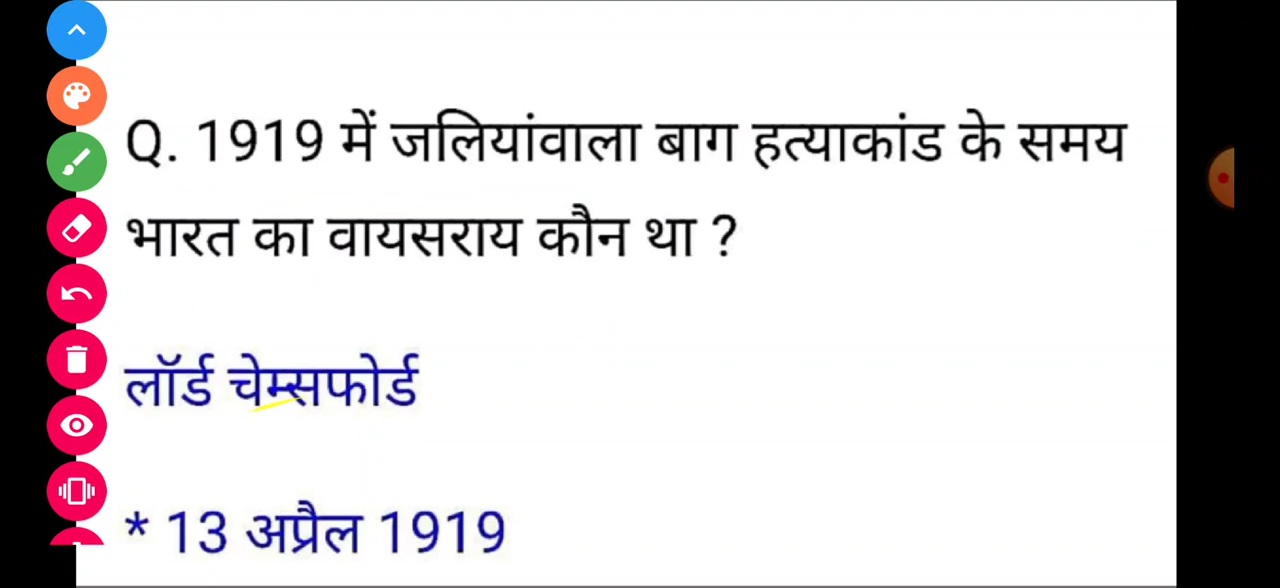 Q. 1919 में जलियांवाला बाग हत्याकांड के समय
भारत का वायसराय कौन था ?
लॉर्ड चेम्सफोर्ड
* 13 अप्रैल 1919